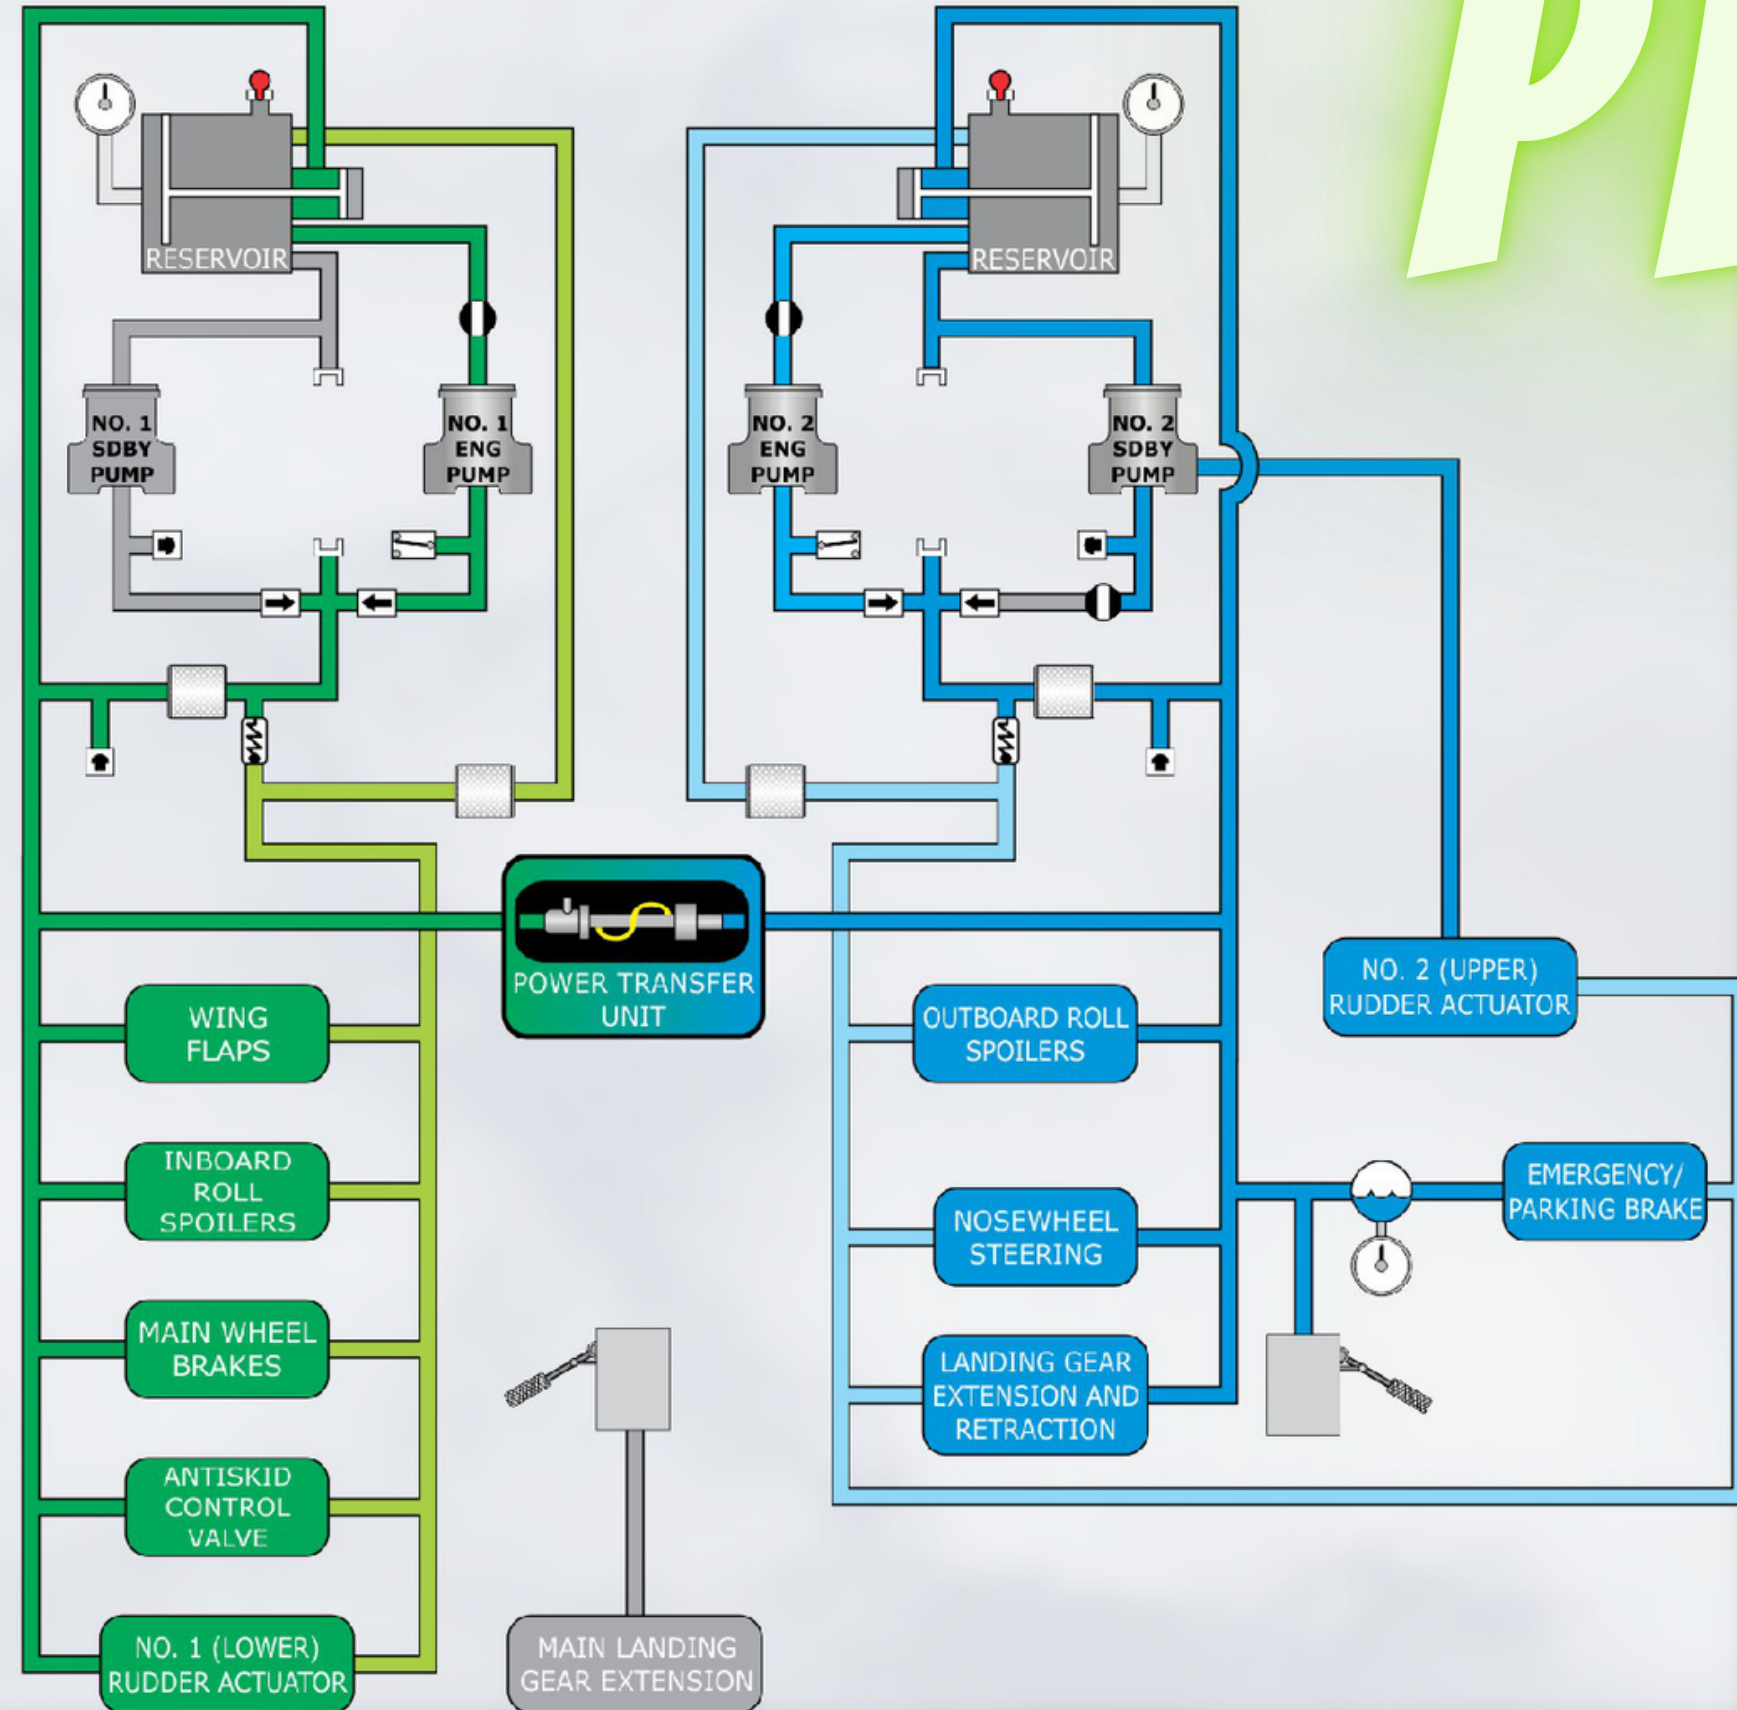 PL
RESERVOIR
RESERVOIR
NO. 1
SDBY
PUMP
NO. 1
ENG
PUMP
NO. 2
ENG
PUMP
NO. 2
SDBY
PUMP
POWER TRANSFER
UNIT
WING
FLAPS
INBOARD
ROLL
SPOILERS
MAIN WHEEL
BRAKES
ANTISKID
CONTROL
VALVE
NO. 1 (LOWER)
RUDDER ACTUATOR
MAIN LANDING
GEAR EXTENSION
OUTBOARD ROLL
SPOILERS
NOSEWHEEL
STEERING
LANDING GEAR
EXTENSION AND
RETRACTION
NO. 2 (UPPER)
RUDDER ACTUATOR
EMERGENCY/
PARKING BRAKE